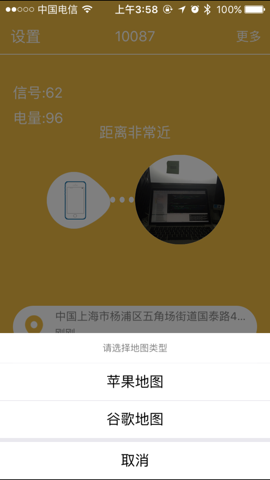 中国电信 上午3:58 100%
设置 10087 更多
信号:62
电量:96
距离非常近
中国上海市杨浦区五角场街道国泰路4...
刚刚
请选择地图类型
苹果地图
谷歌地图
取消